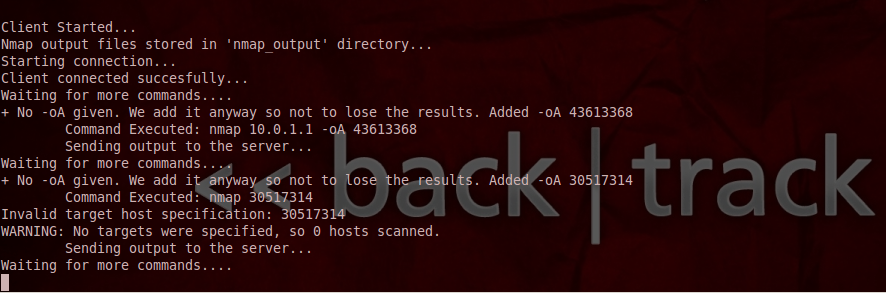 Client Started...
Nmap output files stored in 'nmap_output' directory...
Starting connection...
Client connected succesfully...
Waiting for more commands....
+ No -oA given. We add it anyway so not to lose the results. Added -oA 43613368
        Command Executed: nmap 10.0.1.1 -oA 43613368
        Sending output to the server...
Waiting for more commands....
+ No -oA given. We add it anyway so not to lose the results. Added -oA 30517314
        Command Executed: nmap 30517314
Invalid target host specification: 30517314
WARNING: No targets were specified, so 0 hosts scanned.
        Sending output to the server...
Waiting for more commands....
<< back | track